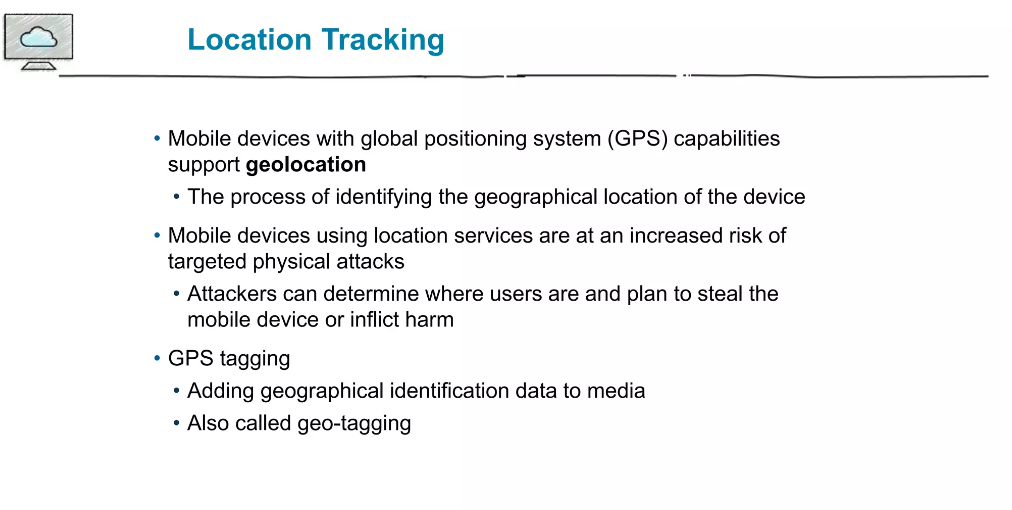 Location Tracking
• Mobile devices with global positioning system (GPS) capabilities
support geolocation
• The process of identifying the geographical location of the device
• Mobile devices using location services are at an increased risk of
targeted physical attacks
• Attackers can determine where users are and plan to steal the
mobile device or inflict harm
• GPS tagging
• Adding geographical identification data to media
• Also called geo-tagging